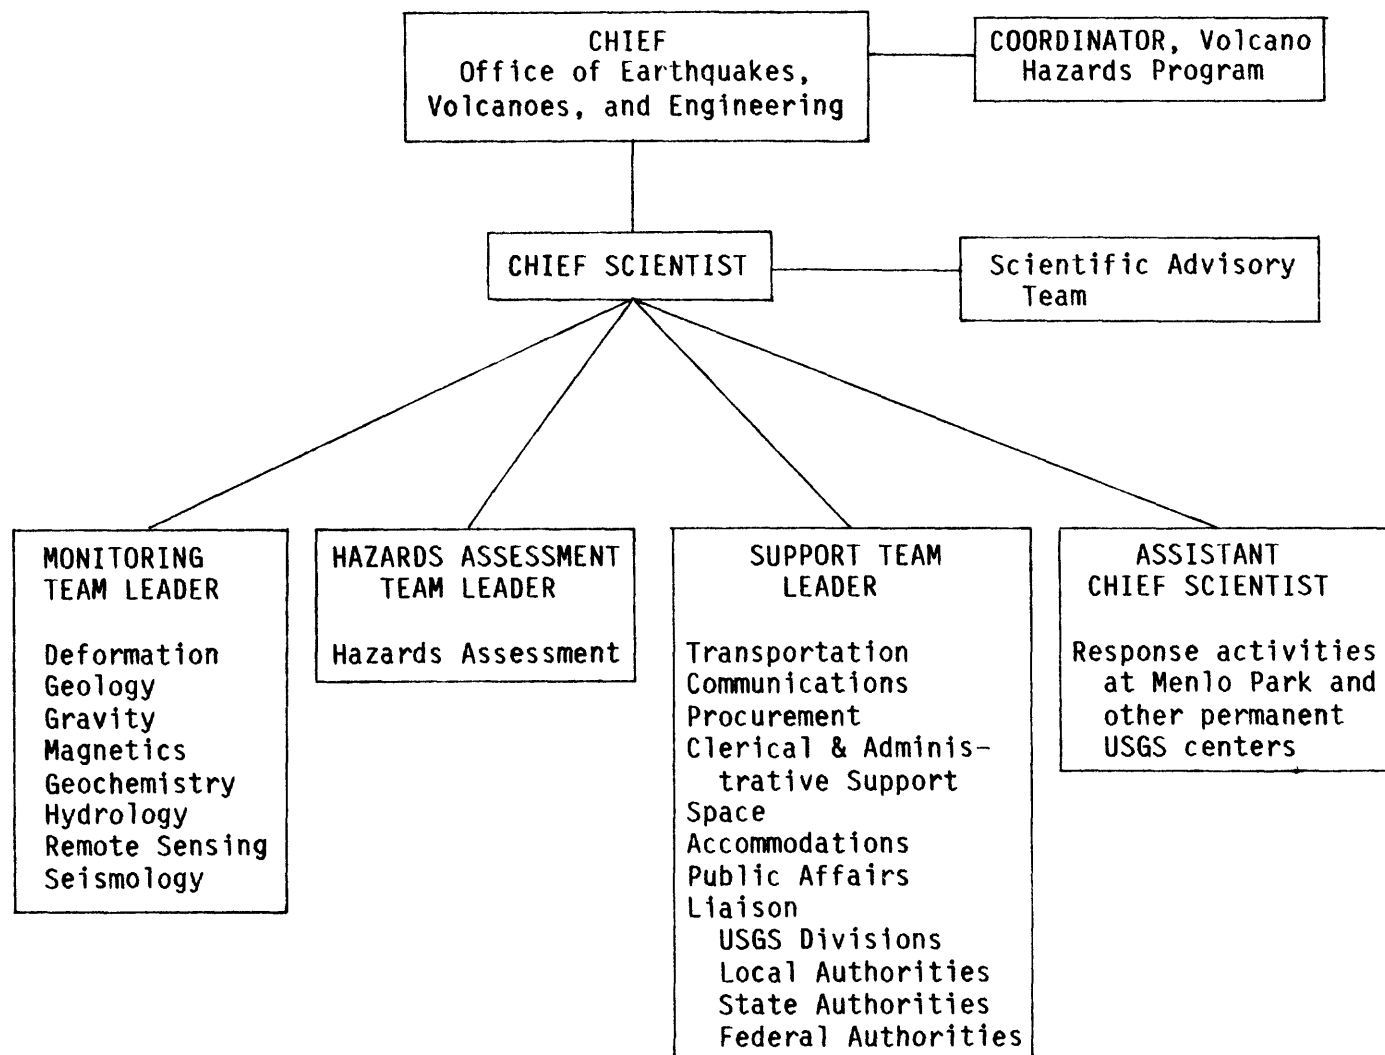 CHIEF
Office of Earthquakes,
Volcanoes, and Engineering
COORDINATOR, Volcano
Hazards Program
CHIEF SCIENTIST
Scientific Advisory
Team
MONITORING
TEAM LEADER
Deformation
Geology
Gravity
Magnetics
Geochemistry
Hydrology
Remote Sensing
Seismology
HAZARDS ASSESSMENT
TEAM LEADER
Hazards Assessment
SUPPORT TEAM
LEADER
Transportation
Communications
Procurement
Clerical & Adminis-
trative Support
Space
Accommodations
Public Affairs
Liaison
USGS Divisions
Local Authorities
State Authorities
Federal Authorities
ASSISTANT
CHIEF SCIENTIST
Response activities
at Menlo Park and
other permanent
USGS centers